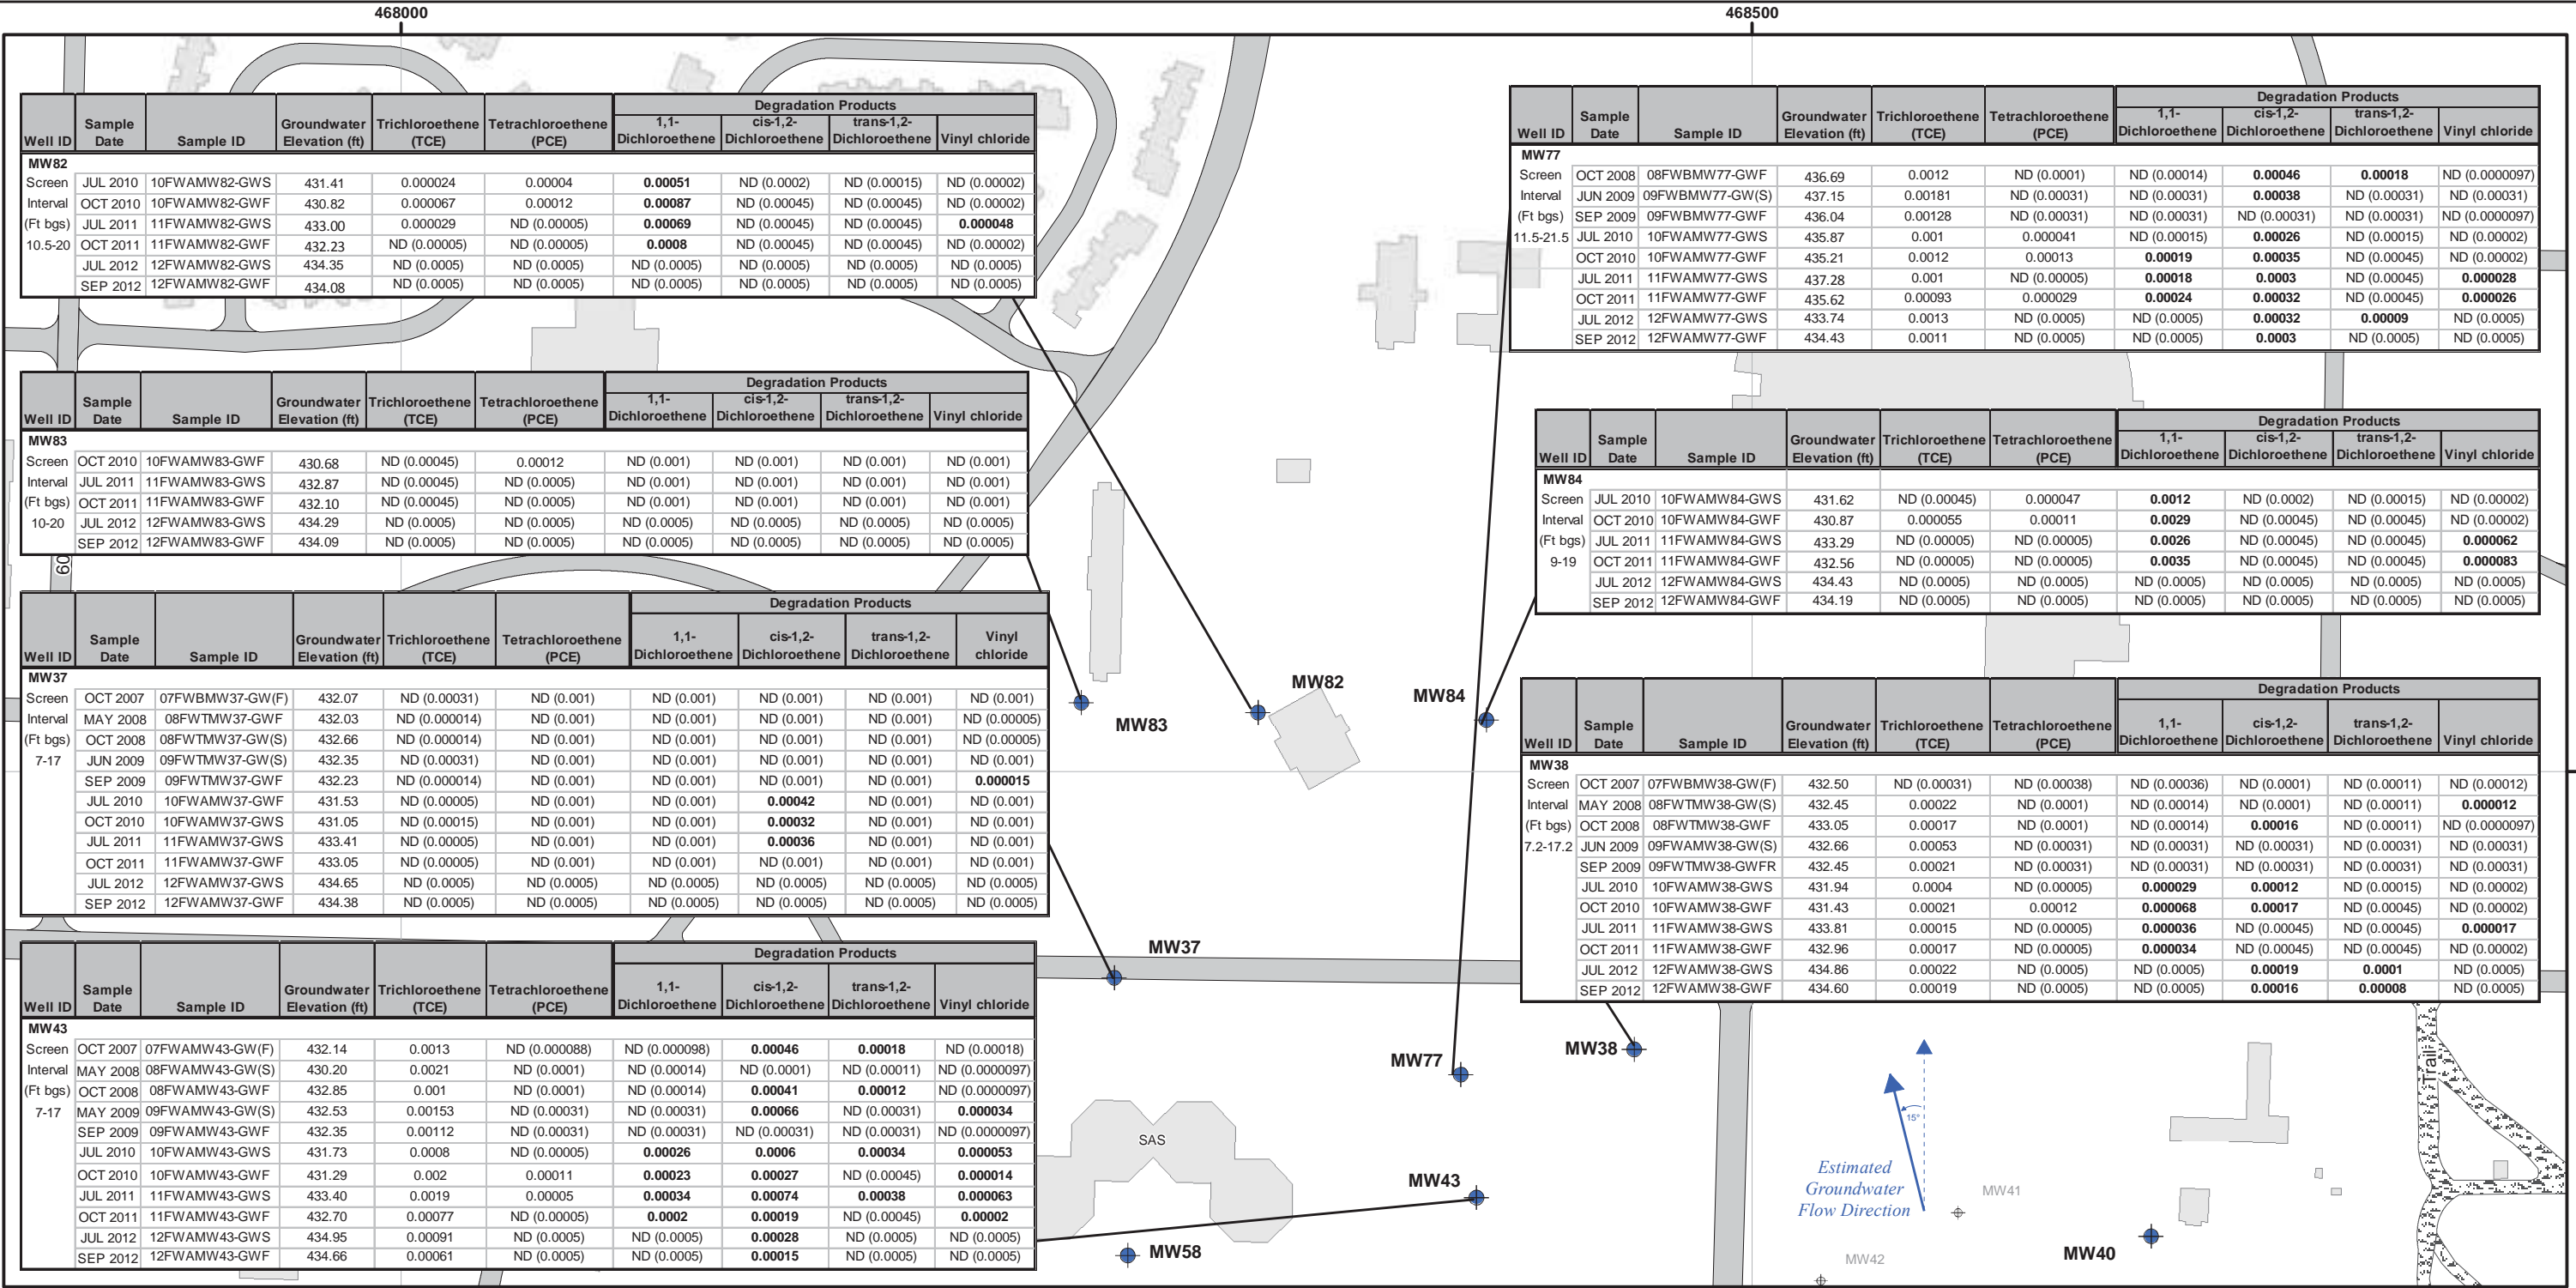 468000 468500
Degradation Products
Well ID Sample Date Sample ID Groundwater Elevation (ft) Trichloroethene (TCE) Tetrachloroethene (PCE) 1,1-Dichloroethene cis-1,2-Dichloroethene trans-1,2-Dichloroethene Vinyl chloride
MW82
Screen JUL 2010 10FWAMW82-GWS 431.41 0.000024 0.00004 0.00051 ND (0.0002) ND (0.00015) ND (0.00002)
Interval OCT 2010 10FWAMW82-GWF 430.82 0.000067 0.00012 0.00087 ND (0.00045) ND (0.00045) ND (0.00002)
(Ft bgs) JUL 2011 11FWAMW82-GWS 433.00 0.000029 ND (0.00005) 0.00069 ND (0.00045) ND (0.00045) 0.000048
10.5-20 OCT 2011 11FWAMW82-GWF 432.23 ND (0.00005) ND (0.00005) 0.0008 ND (0.00045) ND (0.00045) ND (0.00002)
JUL 2012 12FWAMW82-GWS 434.35 ND (0.0005) ND (0.0005) ND (0.0005) ND (0.0005) ND (0.0005) ND (0.0005)
SEP 2012 12FWAMW82-GWF 434.08 ND (0.0005) ND (0.0005) ND (0.0005) ND (0.0005) ND (0.0005) ND (0.0005)
Degradation Products
Well ID Sample Date Sample ID Groundwater Elevation (ft) Trichloroethene (TCE) Tetrachloroethene (PCE) 1,1-Dichloroethene cis-1,2-Dichloroethene trans-1,2-Dichloroethene Vinyl chloride
MW83
Screen OCT 2010 10FWAMW83-GWF 430.68 ND (0.00045) 0.00012 ND (0.001) ND (0.001) ND (0.001) ND (0.001)
Interval JUL 2011 11FWAMW83-GWS 432.87 ND (0.00045) ND (0.0005) ND (0.001) ND (0.001) ND (0.001) ND (0.001)
(Ft bgs) OCT 2011 11FWAMW83-GWF 432.10 ND (0.00045) ND (0.0005) ND (0.001) ND (0.001) ND (0.001) ND (0.001)
10-20 JUL 2012 12FWAMW83-GWS 434.29 ND (0.0005) ND (0.0005) ND (0.0005) ND (0.0005) ND (0.0005) ND (0.0005)
SEP 2012 12FWAMW83-GWF 434.09 ND (0.0005) ND (0.0005) ND (0.0005) ND (0.0005) ND (0.0005) ND (0.0005)
Degradation Products
Well ID Sample Date Sample ID Groundwater Elevation (ft) Trichloroethene (TCE) Tetrachloroethene (PCE) 1,1-Dichloroethene cis-1,2-Dichloroethene trans-1,2-Dichloroethene Vinyl chloride
MW37
Screen OCT 2007 07FWBMW37-GW(F) 432.07 ND (0.00031) ND (0.001) ND (0.001) ND (0.001) ND (0.001) ND (0.001)
Interval MAY 2008 08FWTMW37-GWF 432.03 ND (0.000014) ND (0.001) ND (0.001) ND (0.001) ND (0.001) ND (0.00005)
(Ft bgs) OCT 2008 08FWTMW37-GW(S) 432.66 ND (0.000014) ND (0.001) ND (0.001) ND (0.001) ND (0.001) ND (0.00005)
7-17 JUN 2009 09FWTMW37-GW(S) 432.35 ND (0.00031) ND (0.001) ND (0.001) ND (0.001) ND (0.001) ND (0.001)
SEP 2009 09FWTMW37-GWF 432.23 ND (0.000014) ND (0.001) ND (0.001) ND (0.001) ND (0.001) 0.000015
JUL 2010 10FWAMW37-GWF 431.53 ND (0.00005) ND (0.001) ND (0.001) 0.00042 ND (0.001) ND (0.001)
OCT 2010 10FWAMW37-GWS 431.05 ND (0.00015) ND (0.001) ND (0.001) 0.00032 ND (0.001) ND (0.001)
JUL 2011 11FWAMW37-GWS 433.41 ND (0.00005) ND (0.001) ND (0.001) 0.00036 ND (0.001) ND (0.001)
OCT 2011 11FWAMW37-GWF 433.05 ND (0.00005) ND (0.001) ND (0.001) ND (0.001) ND (0.001) ND (0.001)
JUL 2012 12FWAMW37-GWS 434.65 ND (0.0005) ND (0.0005) ND (0.0005) ND (0.0005) ND (0.0005) ND (0.0005)
SEP 2012 12FWAMW37-GWF 434.38 ND (0.0005) ND (0.0005) ND (0.0005) ND (0.0005) ND (0.0005) ND (0.0005)
Degradation Products
Well ID Sample Date Sample ID Groundwater Elevation (ft) Trichloroethene (TCE) Tetrachloroethene (PCE) 1,1-Dichloroethene cis-1,2-Dichloroethene trans-1,2-Dichloroethene Vinyl chloride
MW43
Screen OCT 2007 07FWAMW43-GW(F) 432.14 0.0013 ND (0.000088) ND (0.000098) 0.00046 0.00018 ND (0.00018)
Interval MAY 2008 08FWAMW43-GW(S) 430.20 0.0021 ND (0.0001) ND (0.00014) ND (0.0001) ND (0.00011) ND (0.0000097)
(Ft bgs) OCT 2008 08FWAMW43-GWF 432.85 0.001 ND (0.0001) ND (0.00014) 0.00041 0.00012 ND (0.0000097)
7-17 MAY 2009 09FWAMW43-GW(S) 432.53 0.00153 ND (0.00031) ND (0.00031) 0.00066 ND (0.00031) 0.000034
SEP 2009 09FWAMW43-GWF 432.35 0.00112 ND (0.00031) ND (0.00031) ND (0.00031) ND (0.00031) ND (0.0000097)
JUL 2010 10FWAMW43-GWS 431.73 0.0008 ND (0.00005) 0.00026 0.0006 0.00034 0.000053
OCT 2010 10FWAMW43-GWF 431.29 0.002 0.00011 0.00023 0.00027 ND (0.00045) 0.000014
JUL 2011 11FWAMW43-GWS 433.40 0.0019 0.00005 0.00034 0.00074 0.00038 0.000063
OCT 2011 11FWAMW43-GWF 432.70 0.00077 ND (0.00005) 0.0002 0.00019 ND (0.00045) 0.00002
JUL 2012 12FWAMW43-GWS 434.95 0.00091 ND (0.0005) ND (0.0005) 0.00028 ND (0.0005) ND (0.0005)
SEP 2012 12FWAMW43-GWF 434.66 0.00061 ND (0.0005) ND (0.0005) 0.00015 ND (0.0005) ND (0.0005)
Degradation Products
Well ID Sample Date Sample ID Groundwater Elevation (ft) Trichloroethene (TCE) Tetrachloroethene (PCE) 1,1-Dichloroethene cis-1,2-Dichloroethene trans-1,2-Dichloroethene Vinyl chloride
MW77
Screen OCT 2008 08FWBMW77-GWF 436.69 0.0012 ND (0.0001) ND (0.00014) 0.00046 0.00018 ND (0.0000097)
Interval JUN 2009 09FWBMW77-GW(S) 437.15 0.00181 ND (0.00031) ND (0.00031) 0.00038 ND (0.00031) ND (0.00031)
(Ft bgs) SEP 2009 09FWBMW77-GWF 436.04 0.00128 ND (0.00031) ND (0.00031) ND (0.00031) ND (0.00031) ND (0.0000097)
11.5-21.5 JUL 2010 10FWAMW77-GWS 435.87 0.001 0.000041 ND (0.00015) 0.00026 ND (0.00015) ND (0.00002)
OCT 2010 10FWAMW77-GWF 435.21 0.0012 0.00013 0.00019 0.00035 ND (0.00045) ND (0.00002)
JUL 2011 11FWAMW77-GWS 437.28 0.001 ND (0.00005) 0.00018 0.0003 ND (0.00045) 0.000028
OCT 2011 11FWAMW77-GWF 435.62 0.00093 0.000029 0.00024 0.00032 ND (0.00045) 0.000026
JUL 2012 12FWAMW77-GWS 433.74 0.0013 ND (0.0005) ND (0.0005) 0.00032 0.00009 ND (0.0005)
SEP 2012 12FWAMW77-GWF 434.43 0.0011 ND (0.0005) ND (0.0005) 0.0003 ND (0.0005) ND (0.0005)
Degradation Products
Well ID Sample Date Sample ID Groundwater Elevation (ft) Trichloroethene (TCE) Tetrachloroethene (PCE) 1,1-Dichloroethene cis-1,2-Dichloroethene trans-1,2-Dichloroethene Vinyl chloride
MW84
Screen JUL 2010 10FWAMW84-GWS 431.62 ND (0.00045) 0.000047 0.0012 ND (0.0002) ND (0.00015) ND (0.00002)
Interval OCT 2010 10FWAMW84-GWF 430.87 0.000055 0.00011 0.0029 ND (0.00045) ND (0.00045) ND (0.00002)
(Ft bgs) JUL 2011 11FWAMW84-GWS 433.29 ND (0.00005) ND (0.00005) 0.0026 ND (0.00045) ND (0.00045) 0.000062
9-19 OCT 2011 11FWAMW84-GWF 432.56 ND (0.00005) ND (0.00005) 0.0035 ND (0.00045) ND (0.00045) 0.000083
JUL 2012 12FWAMW84-GWS 434.43 ND (0.0005) ND (0.0005) ND (0.0005) ND (0.0005) ND (0.0005) ND (0.0005)
SEP 2012 12FWAMW84-GWF 434.19 ND (0.0005) ND (0.0005) ND (0.0005) ND (0.0005) ND (0.0005) ND (0.0005)
Degradation Products
Well ID Sample Date Sample ID Groundwater Elevation (ft) Trichloroethene (TCE) Tetrachloroethene (PCE) 1,1-Dichloroethene cis-1,2-Dichloroethene trans-1,2-Dichloroethene Vinyl chloride
MW38
Screen OCT 2007 07FWBMW38-GW(F) 432.50 ND (0.00031) ND (0.00038) ND (0.00036) ND (0.0001) ND (0.00011) ND (0.00012)
Interval MAY 2008 08FWTMW38-GW(S) 432.45 0.00022 ND (0.0001) ND (0.00014) ND (0.0001) ND (0.00011) 0.000012
(Ft bgs) OCT 2008 08FWTMW38-GWF 433.05 0.00017 ND (0.0001) ND (0.00014) 0.00016 ND (0.00011) ND (0.0000097)
7.2-17.2 JUN 2009 09FWAMW38-GW(S) 432.66 0.00053 ND (0.00031) ND (0.00031) ND (0.00031) ND (0.00031) ND (0.00031)
SEP 2009 09FWTMW38-GWFR 432.45 0.00021 ND (0.00031) ND (0.00031) ND (0.00031) ND (0.00031) ND (0.00031)
JUL 2010 10FWAMW38-GWS 431.94 0.0004 ND (0.00005) 0.000029 0.00012 ND (0.00015) ND (0.00002)
OCT 2010 10FWAMW38-GWF 431.43 0.00021 0.00012 0.000068 0.00017 ND (0.00045) ND (0.00002)
JUL 2011 11FWAMW38-GWS 433.81 0.00015 ND (0.00005) 0.000036 ND (0.00045) ND (0.00045) 0.000017
OCT 2011 11FWAMW38-GWF 432.96 0.00017 ND (0.00005) 0.000034 ND (0.00045) ND (0.00045) ND (0.00002)
JUL 2012 12FWAMW38-GWS 434.86 0.00022 ND (0.0005) ND (0.0005) 0.00019 0.0001 ND (0.0005)
SEP 2012 12FWAMW38-GWF 434.60 0.00019 ND (0.0005) ND (0.0005) 0.00016 0.00008 ND (0.0005)
MW82
MW84
MW83
MW37
MW38
MW77
SAS
MW43
MW58
15°
Estimated
Groundwater
Flow Direction
MW41
MW42
MW40
Trail